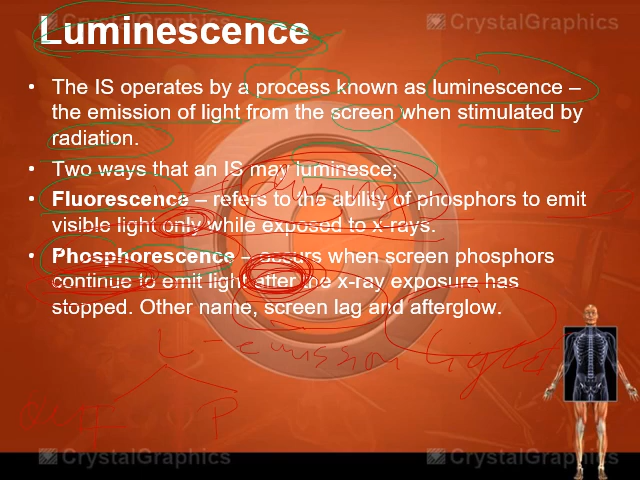 CrystalGraphics
Luminescence
• The IS operates by a process known as luminescence –
the emission of light from the screen when stimulated by
radiation.
• Two ways that an IS may luminesce;
• Fluorescence – refers to the ability of phosphors to emit
visible light only while exposed to x-rays.
• Phosphorescence – occurs when screen phosphors
continue to emit light after the x-ray exposure has
stopped. Other name, screen lag and afterglow.
L - emission light
P
CrystalGraphics
CrystalGraphics